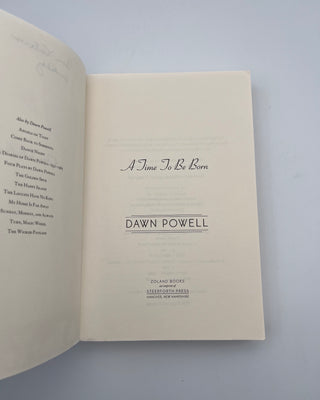 Also by Dawn Powell
Angels on Toast
Come Back to Sorrento
Dance Night
Diaries of Dawn Powell: 1931–1965
Four Plays by Dawn Powell
The Golden Spur
The Happy Island
The Locusts Have No King
My Home Is Far Away
Sunday, Monday, and Always
Turn, Magic Wheel
The Wicked Pavilion
A Time To Be Born
DAWN POWELL
ZOLAND BOOKS
an imprint of
STEERFORTH PRESS
HANOVER, NEW HAMPSHIRE